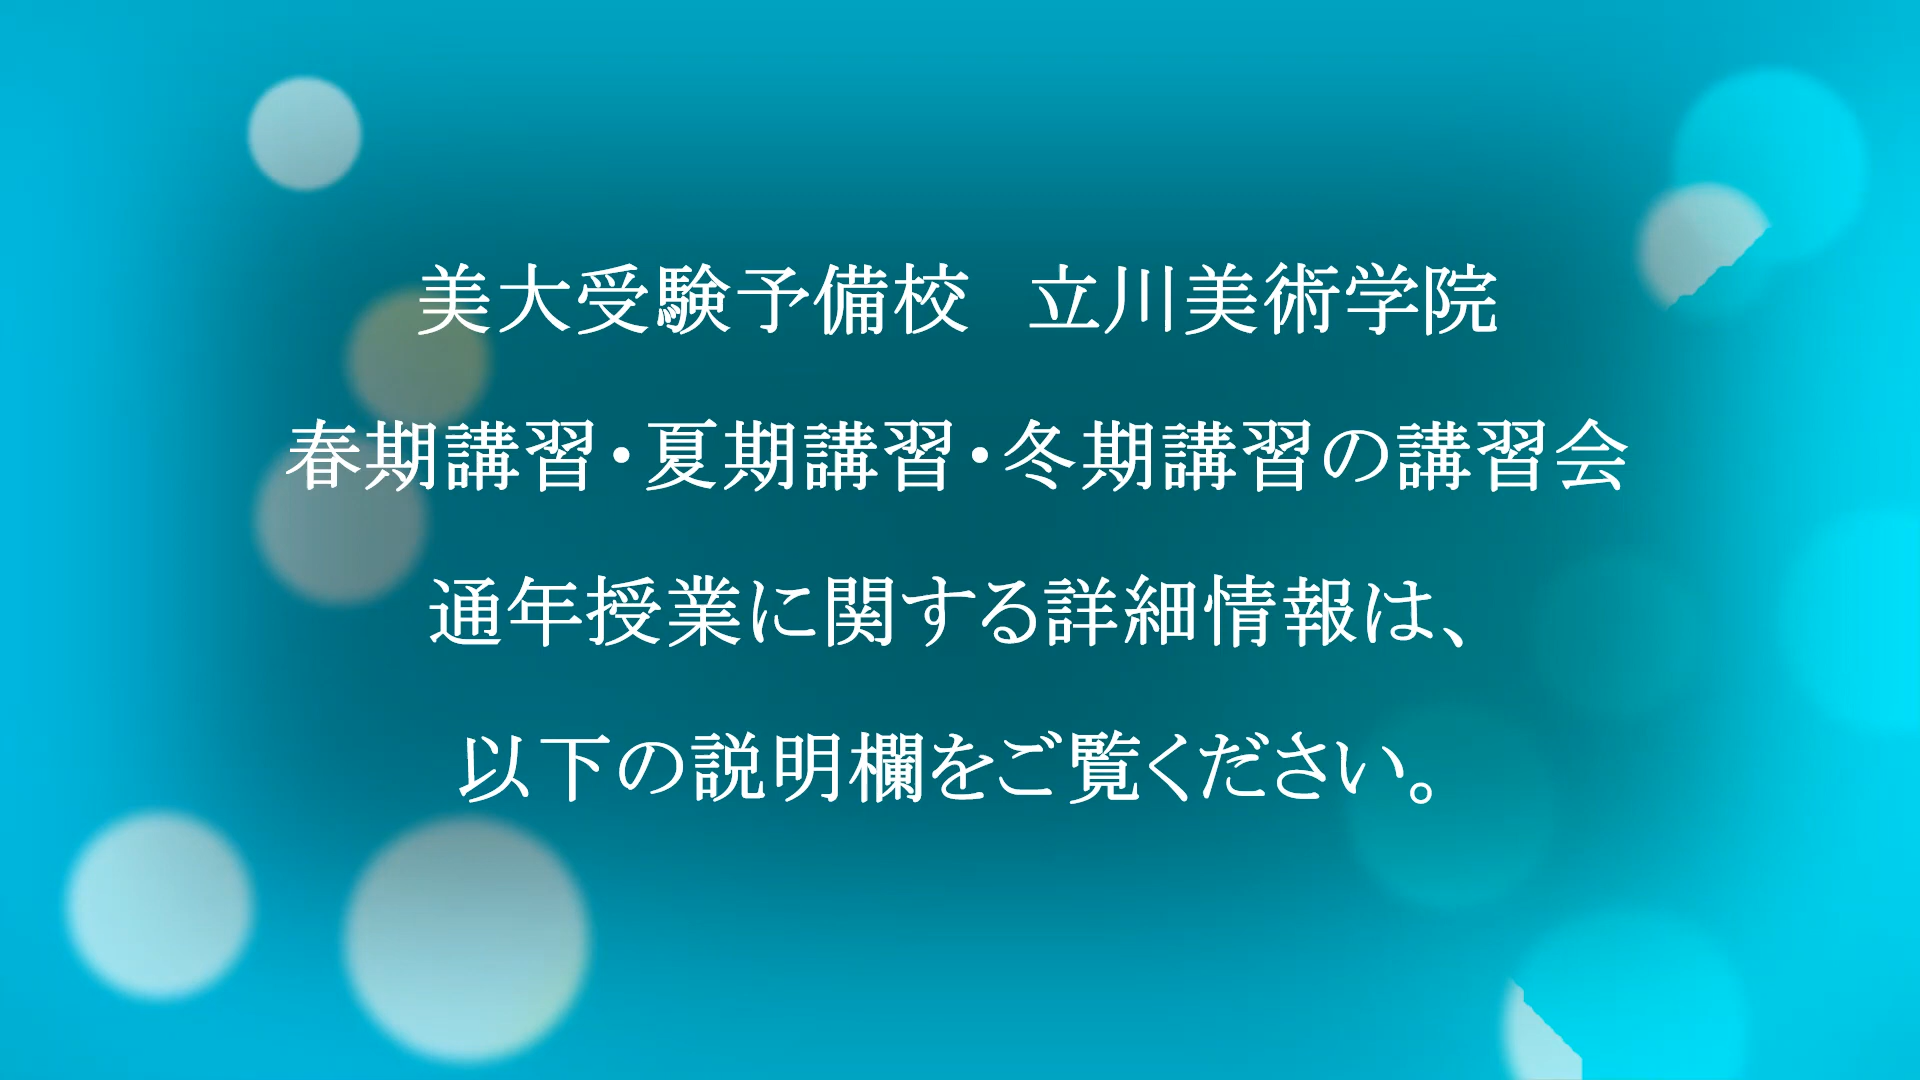 美大受験予備校　立川美術学院
春期講習・夏期講習・冬期講習の講習会
通年授業に関する詳細情報は、
以下の説明欄をご覧ください。